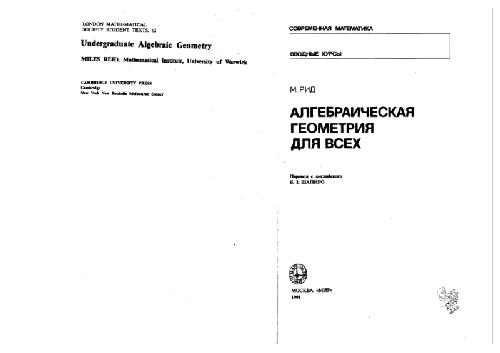 LONDON MATHEMATICAL
SOCIETY STUDENT TEXTS, 12
Undergraduate Algebraic Geometry
MILES REID, Mathematical Institute, University of Warwick
CAMBRIDGE UNIVERSITY PRESS
Cambridge
New York New Rochelle Melbourne Sydney
СОВРЕМЕННАЯ МАТЕМАТИКА
ВВОДНЫЕ КУРСЫ
М. РИД
АЛГЕБРАИЧЕСКАЯ
ГЕОМЕТРИЯ
ДЛЯ ВСЕХ
Перевод с английского
Б. З. ШАПИРО
МОСКВА «МИР»
1991